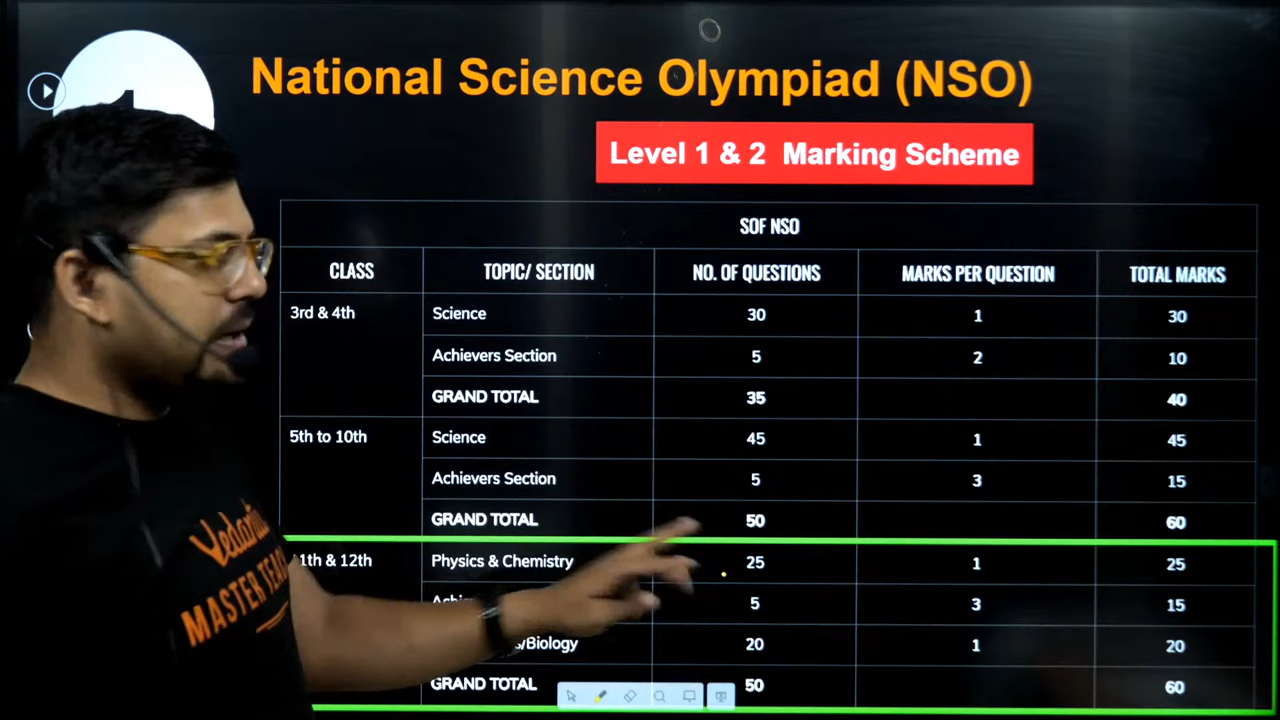 National Science Olympiad (NSO)
Level 1 & 2 Marking Scheme
SOF NSO
CLASS TOPIC/ SECTION NO. OF QUESTIONS MARKS PER QUESTION TOTAL MARKS
3rd & 4th Science 30 1 30
Achievers Section 5 2 10
GRAND TOTAL 35 40
5th to 10th Science 45 1 45
Achievers Section 5 3 15
GRAND TOTAL 50 60
11th & 12th Physics & Chemistry 25 1 25
5 3 15
/Biology 20 1 20
GRAND TOTAL 50 60
Vedantu
MASTER